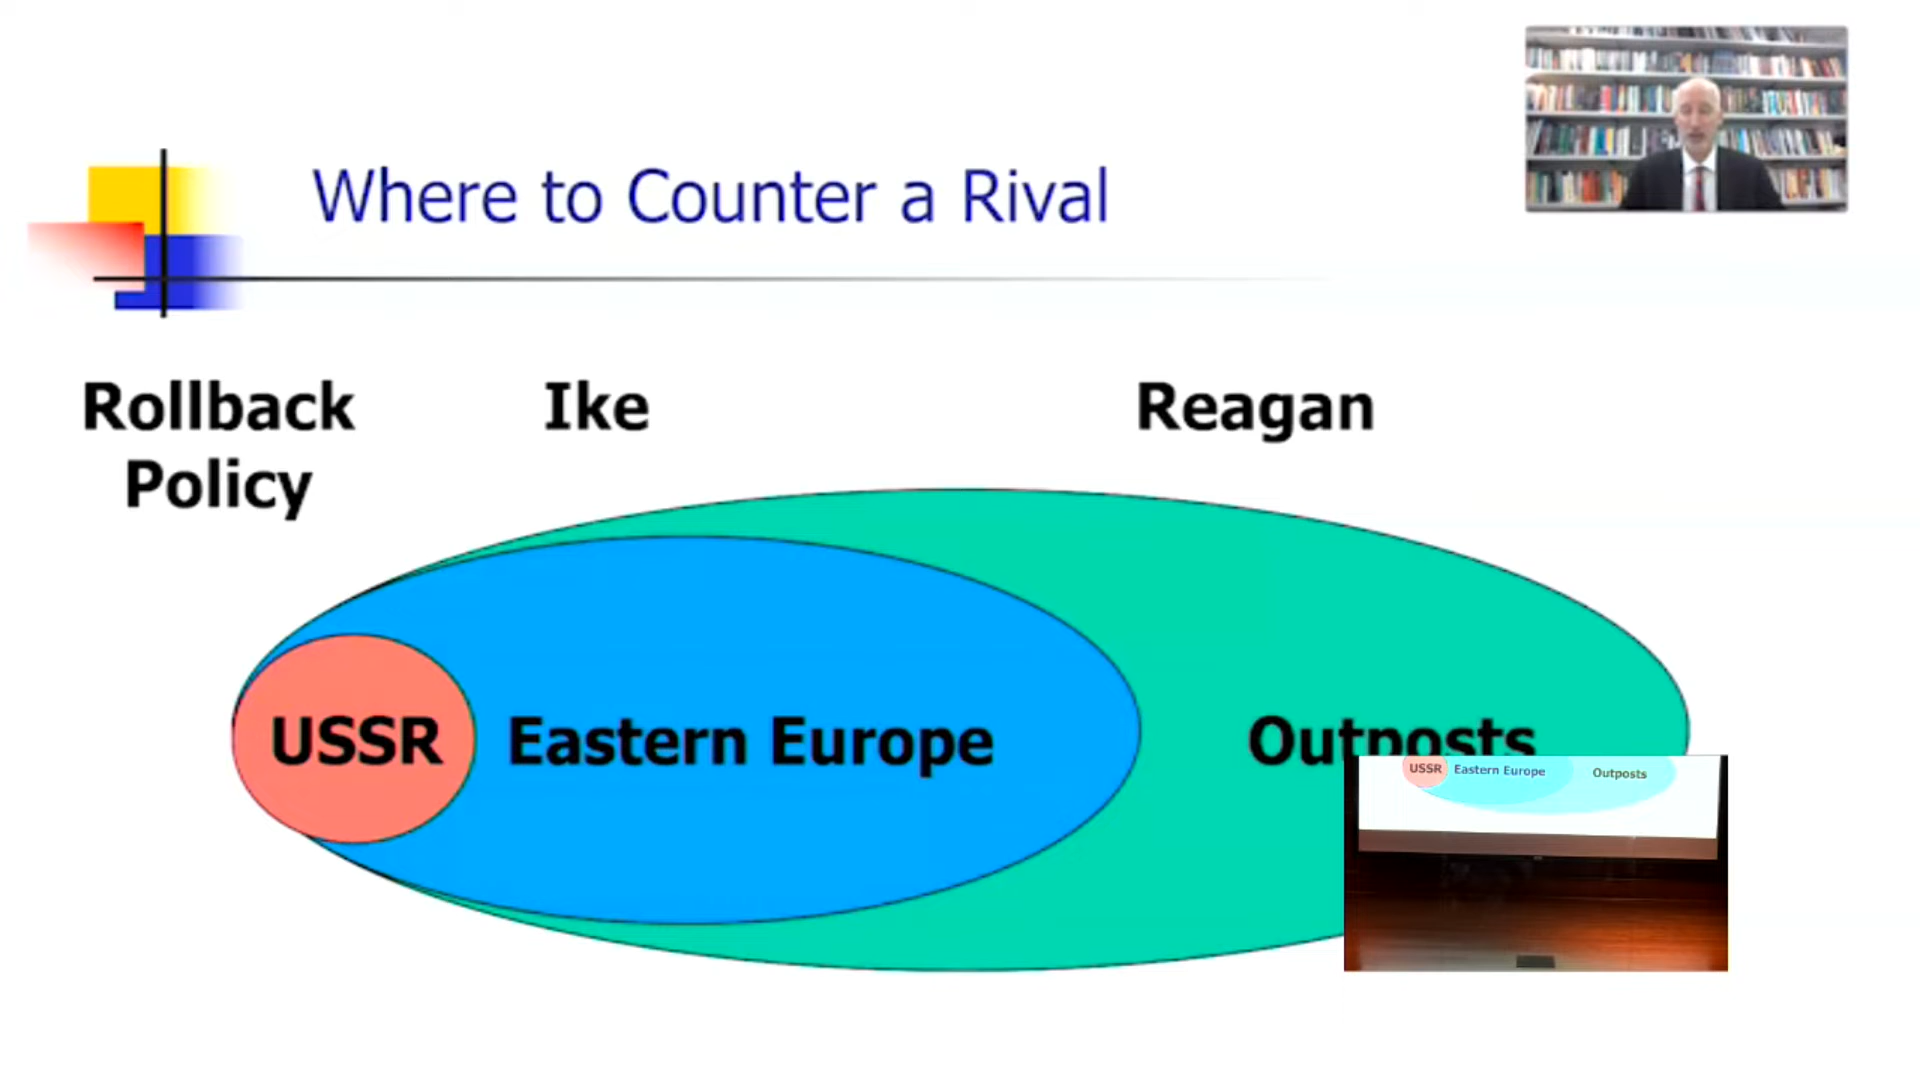 Where to Counter a Rival
Rollback Policy
Ike
Reagan
USSR
Eastern Europe
Outposts
USSR
Eastern Europe
Outposts